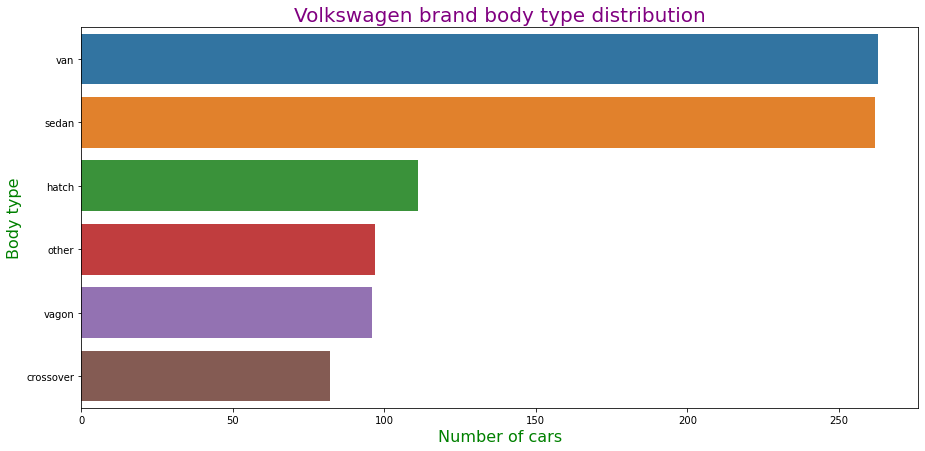 Volkswagen brand body type distribution
van
sedan
hatch
other
vagon
crossover
Body type
0 50 100 150 200 250
Number of cars